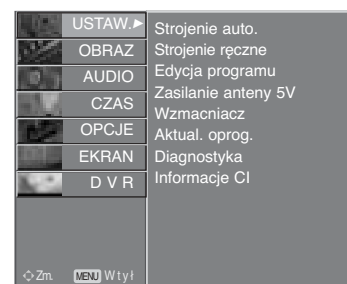 USTAW.
OBRAZ
AUDIO
CZAS
OPCJE
EKRAN
D V R
Strojenie auto.
Strojenie ręczne
Edycja programu
Zasilanie anteny 5V
Wzmacniacz
Aktual. oprog.
Diagnostyka
Informacje CI
Zm. MENU Wtył